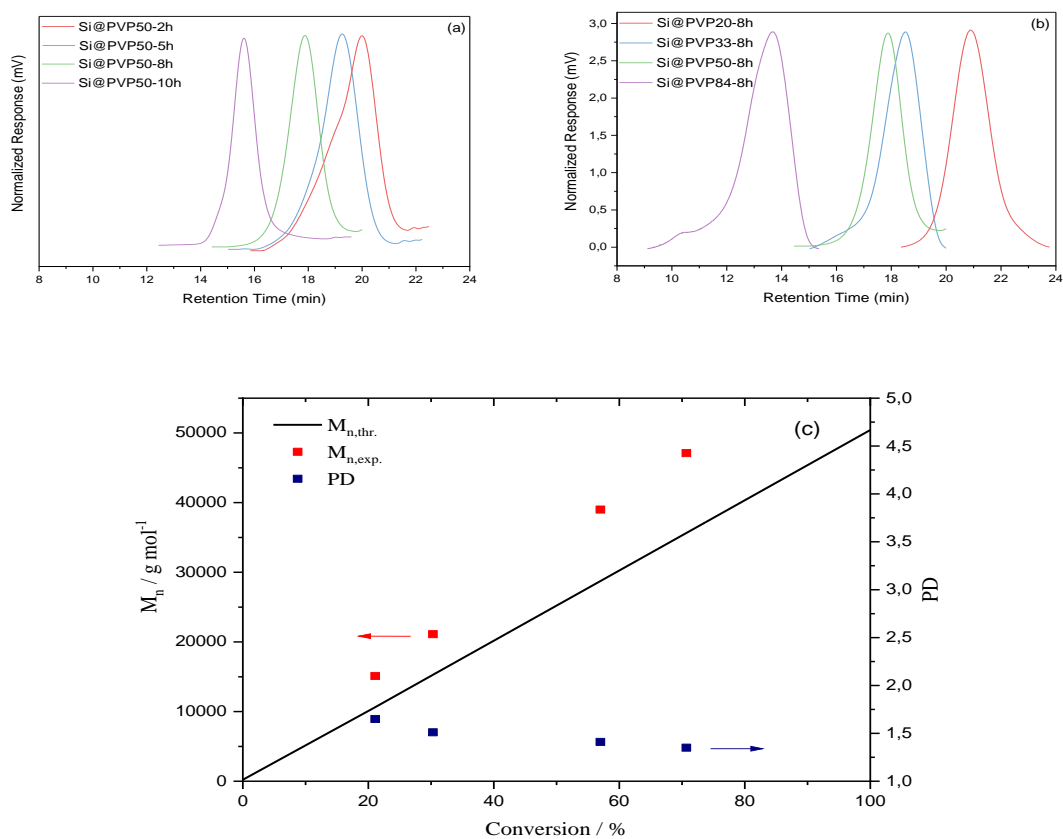 Si@PVP50-2h
Si@PVP50-5h
Si@PVP50-8h
Si@PVP50-10h
(a)
Normalized Response (mV)
8 10 12 14 16 18 20 22 24
Retention Time (min)
Si@PVP20-8h
Si@PVP33-8h
Si@PVP50-8h
Si@PVP84-8h
(b)
Normalized Response (mV)
3,0
2,5
2,0
1,5
1,0
0,5
0,0
8 10 12 14 16 18 20 22 24
Retention Time (min)
M_n,thr.
M_n,exp.
PD
(c)
M_n / g mol^-1
50000
40000
30000
20000
10000
0
5,0
4,5
4,0
3,5
3,0
2,5
2,0
1,5
1,0
PD
0 20 40 60 80 100
Conversion / %